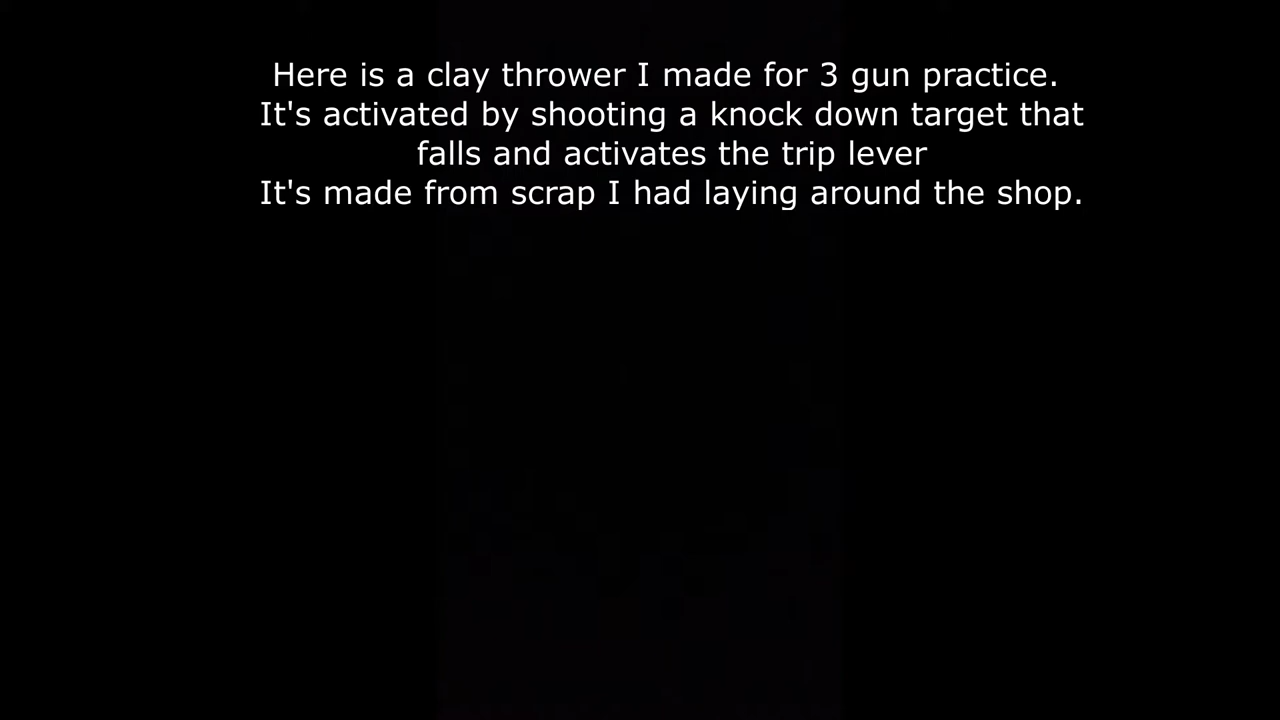 Here is a clay thrower I made for 3 gun practice.
It's activated by shooting a knock down target that
falls and activates the trip lever
It's made from scrap I had laying around the shop.